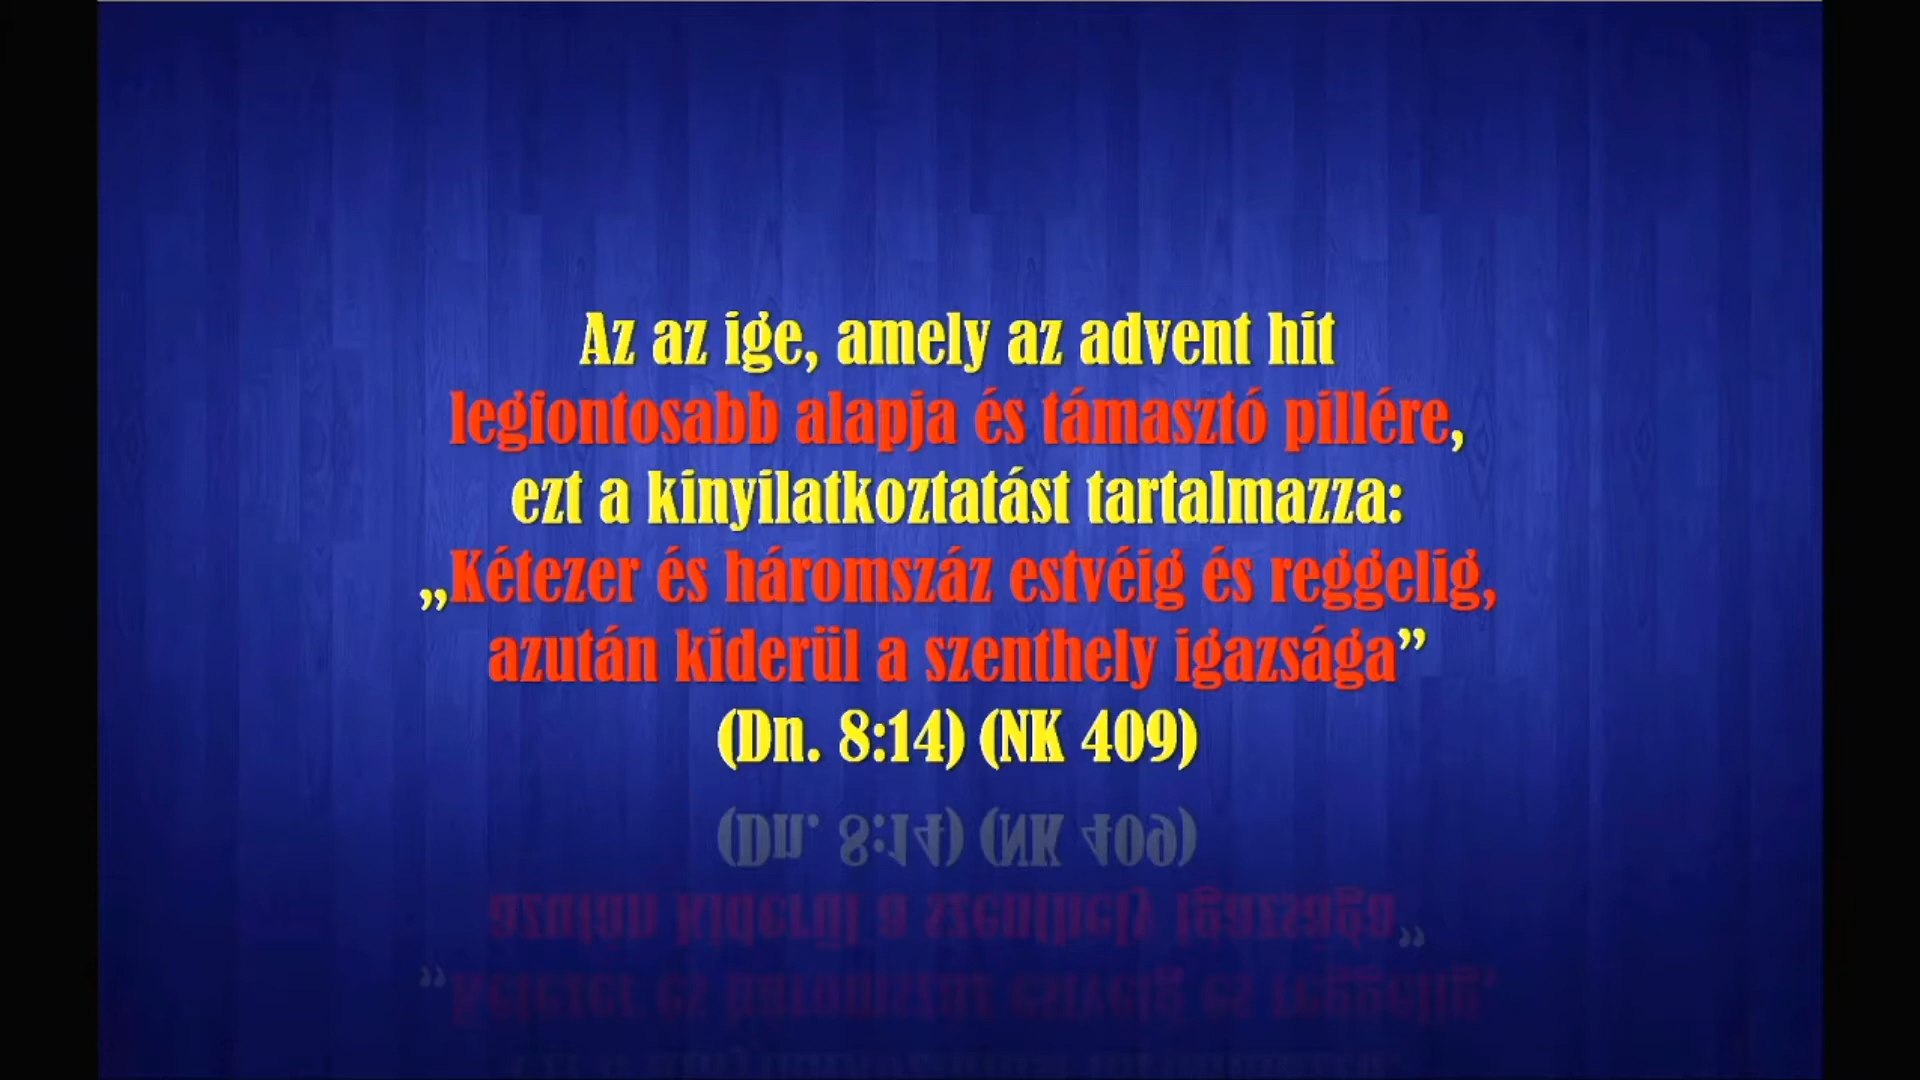 Az az ige, amely az advent hit
legfontosabb alapja és támasztó pillére,
ezt a kinyilatkoztatást tartalmazza:
„Kétezer és háromszáz estvéig és reggelig,
azután kiderül a szenthely igazsága”
(Dn. 8:14) (NK 409)